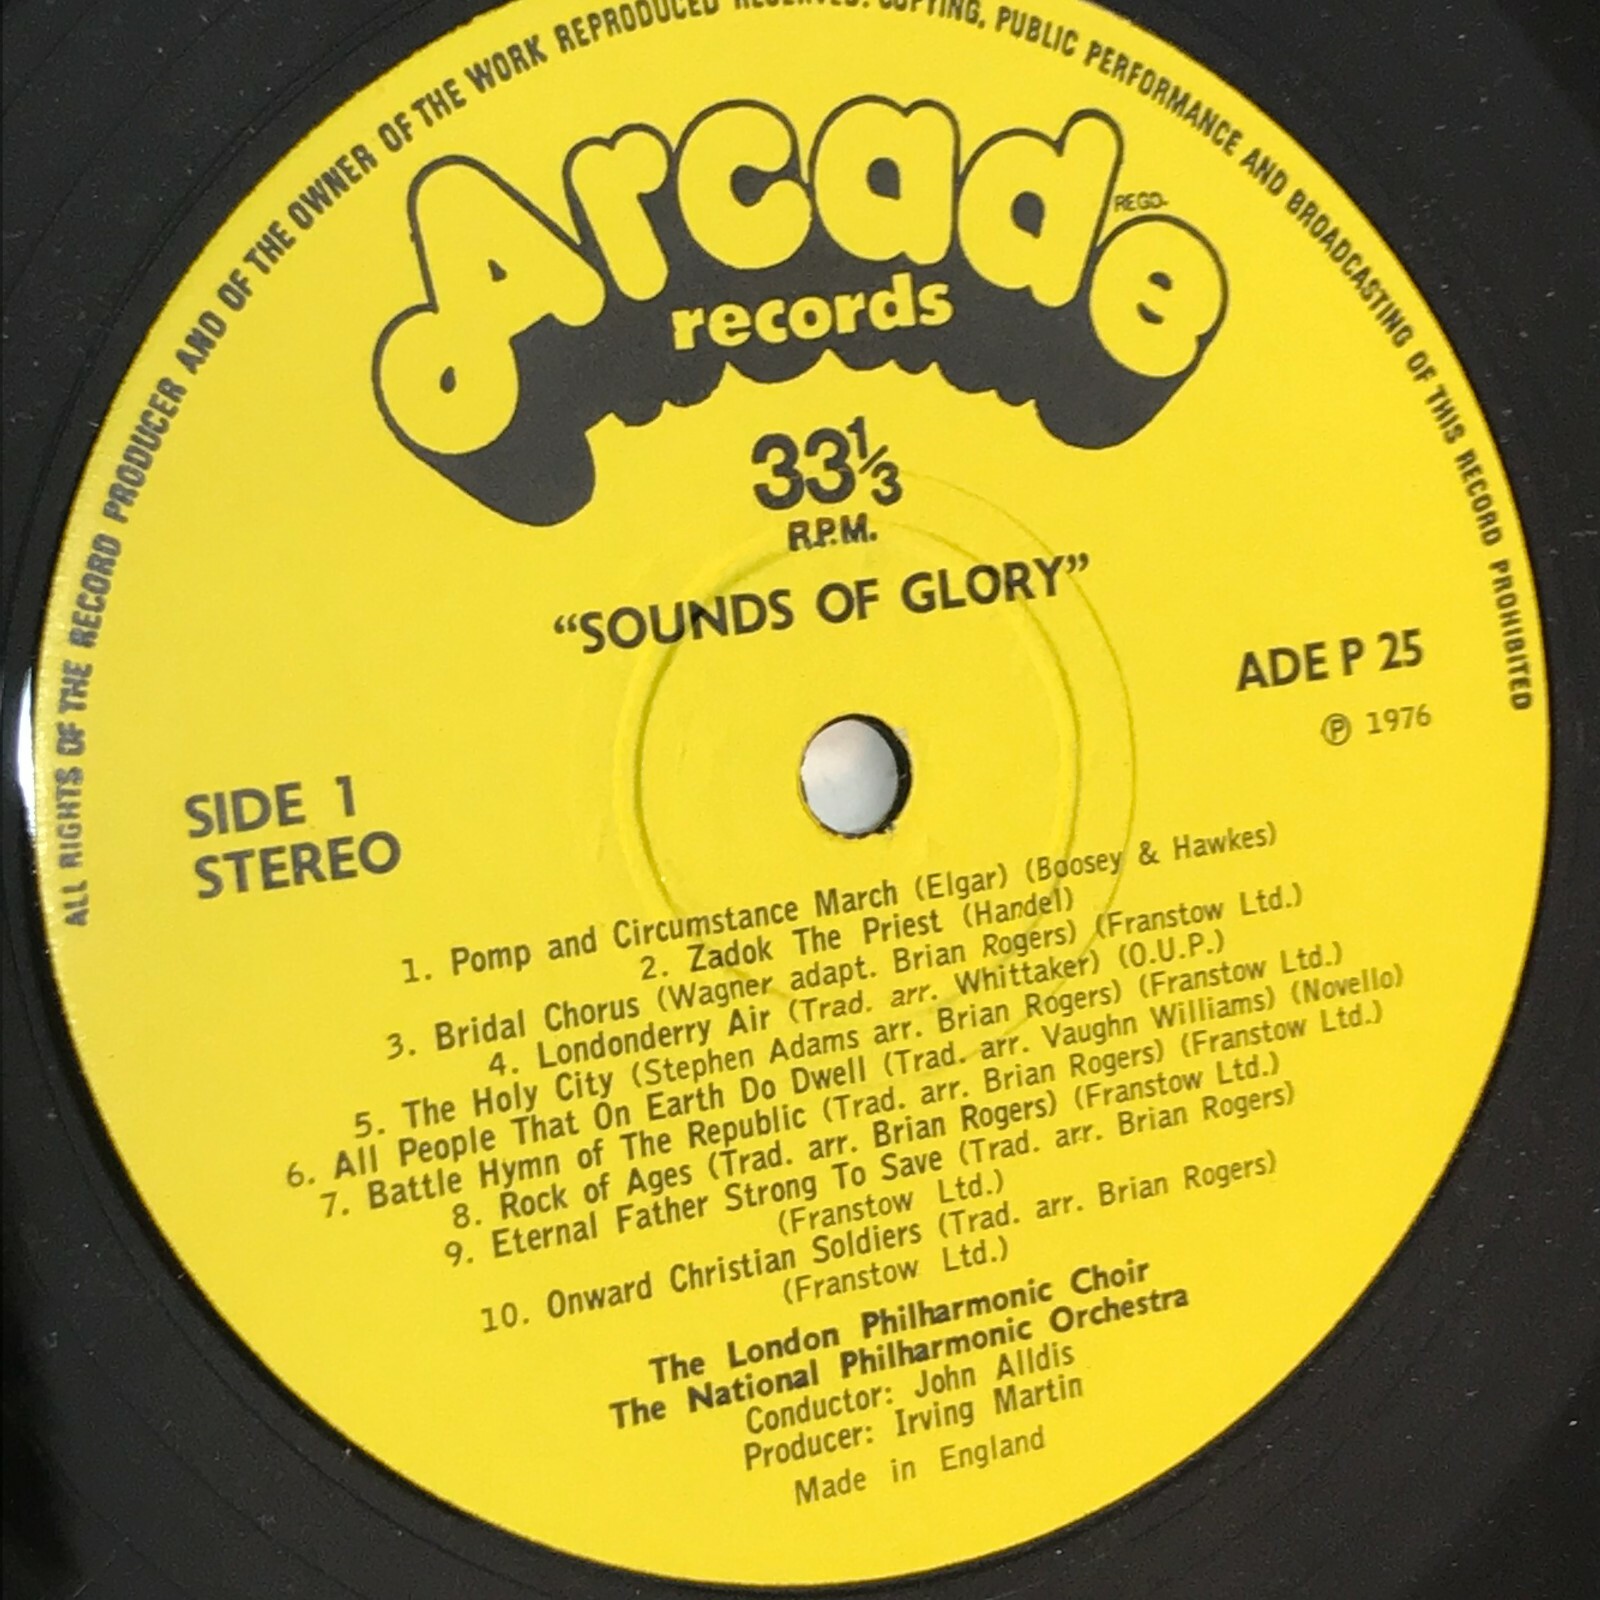 ALL RIGHTS OF THE RECORD PRODUCER AND OF THE OWNER OF THE WORK REPRODUCED RESERVED. COPYING, PUBLIC PERFORMANCE AND BROADCASTING OF THIS RECORD PROHIBITED
Arcade
REGD.
records
33⅓
R.P.M.
“SOUNDS OF GLORY”
ADE P 25
℗ 1976
SIDE 1
STEREO
1. Pomp and Circumstance March (Elgar) (Boosey & Hawkes)
2. Zadok The Priest (Handel)
3. Bridal Chorus (Wagner adapt. Brian Rogers) (Franstow Ltd.)
4. Londonderry Air (Trad. arr. Whittaker) (O.U.P.)
5. The Holy City (Stephen Adams arr. Brian Rogers) (Franstow Ltd.)
6. All People That On Earth Do Dwell (Trad. arr. Vaughn Williams) (Novello)
7. Battle Hymn of The Republic (Trad. arr. Brian Rogers) (Franstow Ltd.)
8. Rock of Ages (Trad. arr. Brian Rogers) (Franstow Ltd.)
9. Eternal Father Strong To Save (Trad. arr. Brian Rogers)
(Franstow Ltd.)
10. Onward Christian Soldiers (Trad. arr. Brian Rogers)
(Franstow Ltd.)
The London Philharmonic Choir
The National Philharmonic Orchestra
Conductor: John Alldis
Producer: Irving Martin
Made in England